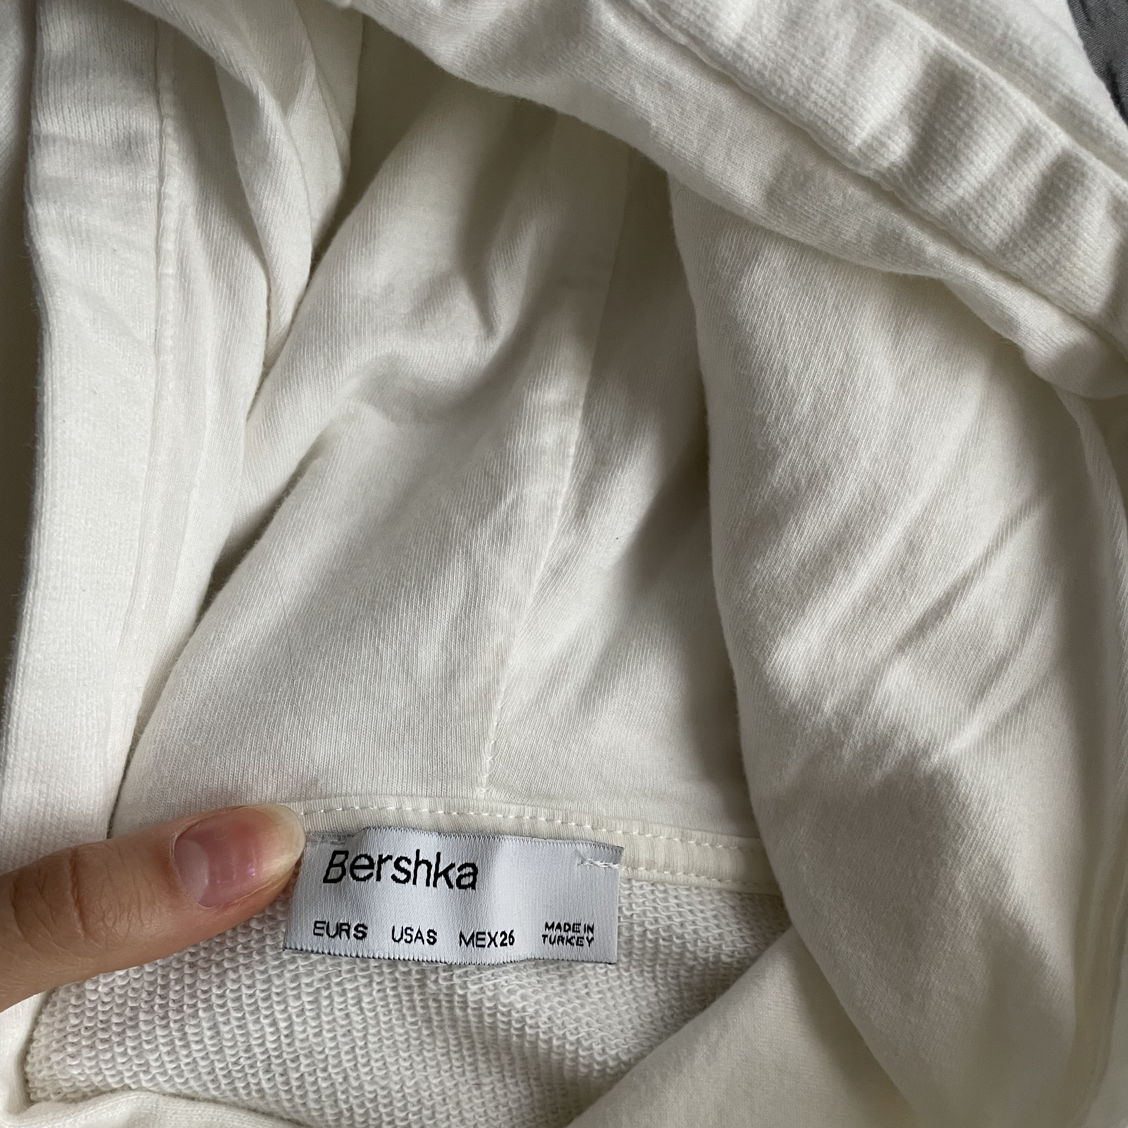 Bershka
EUR S USA S MEX 26 MADE IN
TURKEY